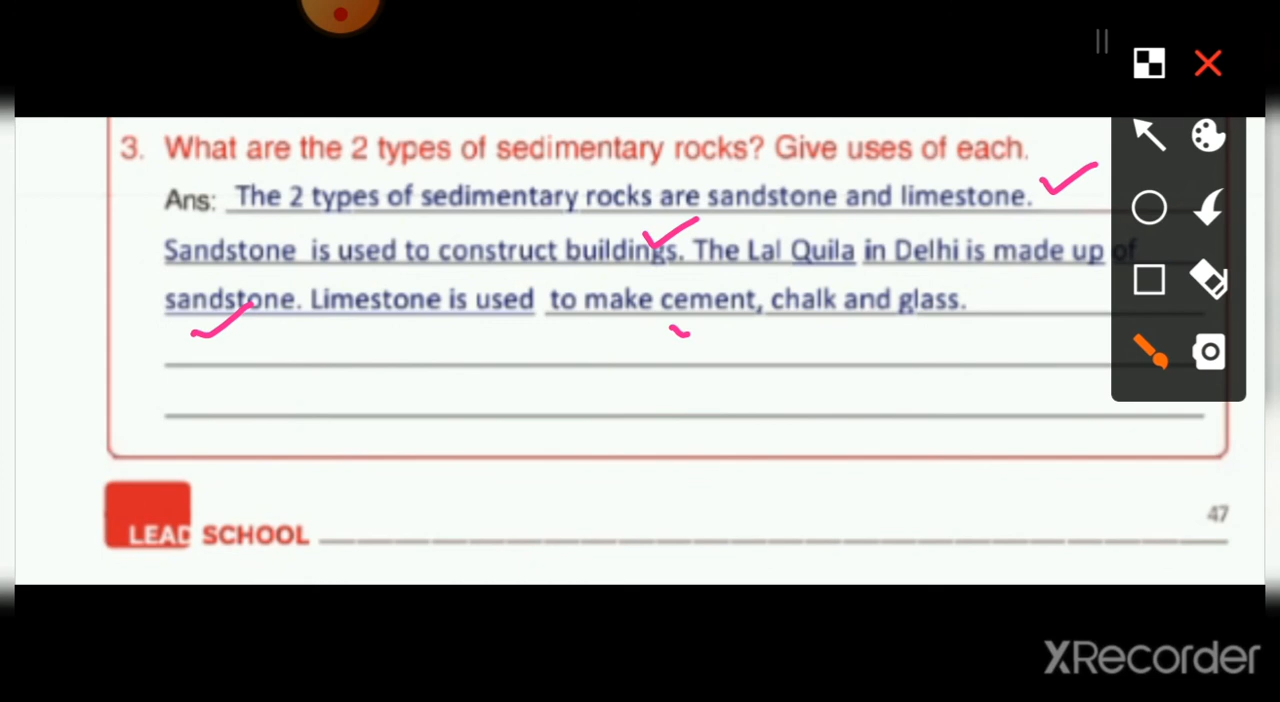 3. What are the 2 types of sedimentary rocks? Give uses of each.
Ans: The 2 types of sedimentary rocks are sandstone and limestone.
Sandstone is used to construct buildings. The Lal Quila in Delhi is made up of
sandstone. Limestone is used to make cement, chalk and glass.
LEAD SCHOOL
47
XRecorder